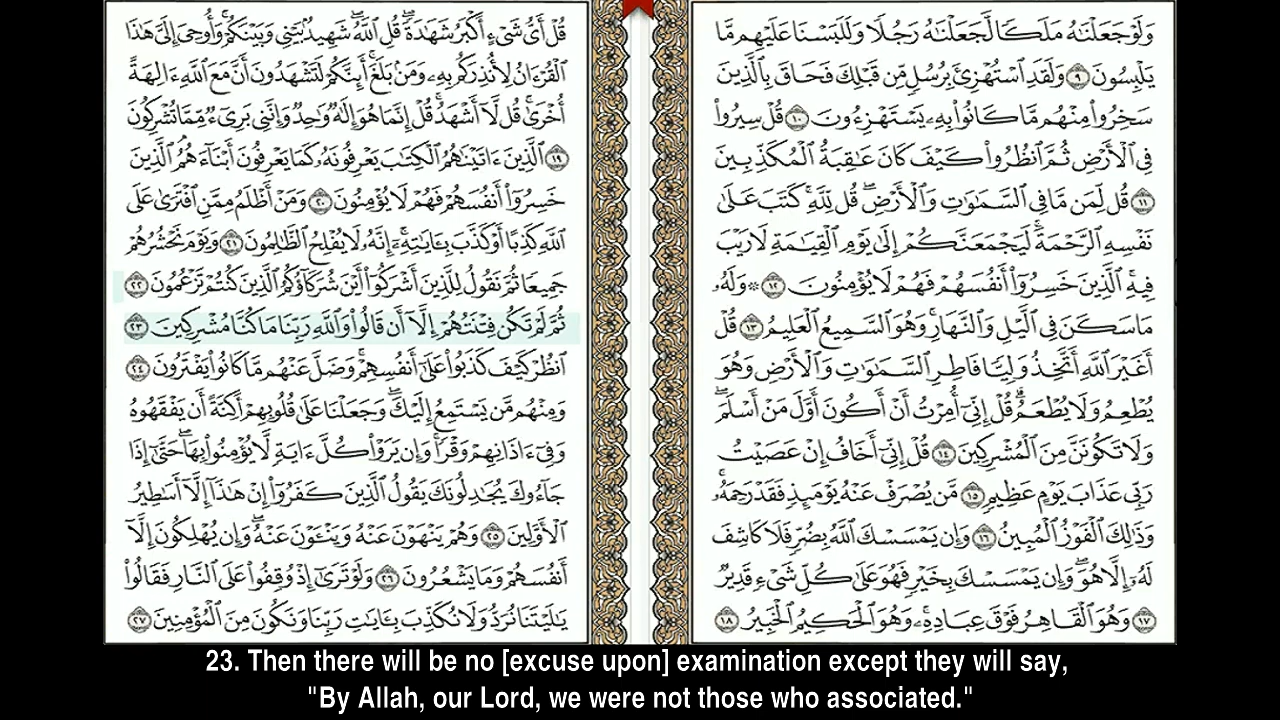 وَلَوْ جَعَلْنَٰهُ مَلَكًا لَّجَعَلْنَٰهُ رَجُلًا وَلَلَبَسْنَا عَلَيْهِم مَّا
يَلْبِسُونَ ٩ وَلَقَدِ ٱسْتُهْزِئَ بِرُسُلٍ مِّن قَبْلِكَ فَحَاقَ بِٱلَّذِينَ
سَخِرُوا۟ مِنْهُم مَّا كَانُوا۟ بِهِۦ يَسْتَهْزِءُونَ ١٠ قُلْ سِيرُوا۟
فِى ٱلْأَرْضِ ثُمَّ ٱنظُرُوا۟ كَيْفَ كَانَ عَٰقِبَةُ ٱلْمُكَذِّبِينَ
١١ قُل لِّمَن مَّا فِى ٱلسَّمَٰوَٰتِ وَٱلْأَرْضِ ۖ قُل لِّلَّهِ ۚ كَتَبَ عَلَىٰ
نَفْسِهِ ٱلرَّحْمَةَ ۚ لَيَجْمَعَنَّكُمْ إِلَىٰ يَوْمِ ٱلْقِيَٰمَةِ لَا رَيْبَ
فِيهِ ۚ ٱلَّذِينَ خَسِرُوٓا۟ أَنفُسَهُمْ فَهُمْ لَا يُؤْمِنُونَ ١٢ ۞ وَلَهُۥ
مَا سَكَنَ فِى ٱلَّيْلِ وَٱلنَّهَارِ ۚ وَهُوَ ٱلسَّمِيعُ ٱلْعَلِيمُ ١٣ قُلْ
أَغَيْرَ ٱللَّهِ أَتَّخِذُ وَلِيًّا فَاطِرِ ٱلسَّمَٰوَٰتِ وَٱلْأَرْضِ وَهُوَ
يُطْعِمُ وَلَا يُطْعَمُ ۗ قُلْ إِنِّىٓ أُمِرْتُ أَنْ أَكُونَ أَوَّلَ مَنْ أَسْلَمَ ۖ
وَلَا تَكُونَنَّ مِنَ ٱلْمُشْرِكِينَ ١٤ قُلْ إِنِّىٓ أَخَافُ إِنْ عَصَيْتُ
رَبِّى عَذَابَ يَوْمٍ عَظِيمٍ ١٥ مَّن يُصْرَفْ عَنْهُ يَوْمَئِذٍ فَقَدْ رَحِمَهُۥ ۚ
وَذَٰلِكَ ٱلْفَوْزُ ٱلْمُبِينُ ١٦ وَإِن يَمْسَسْكَ ٱللَّهُ بِضُرٍّ فَلَا كَاشِفَ
لَهُۥٓ إِلَّا هُوَ ۖ وَإِن يَمْسَسْكَ بِخَيْرٍ فَهُوَ عَلَىٰ كُلِّ شَىْءٍ قَدِيرٌ
١٧ وَهُوَ ٱلْقَاهِرُ فَوْقَ عِبَادِهِۦ ۚ وَهُوَ ٱلْحَكِيمُ ٱلْخَبِيرُ ١٨
قُلْ أَىُّ شَىْءٍ أَكْبَرُ شَهَٰدَةً ۖ قُلِ ٱللَّهُ ۖ شَهِيدٌۢ بَيْنِى وَبَيْنَكُمْ ۚ وَأُوحِىَ إِلَىَّ هَٰذَا
ٱلْقُرْءَانُ لِأُنذِرَكُم بِهِۦ وَمَنۢ بَلَغَ ۚ أَئِنَّكُمْ لَتَشْهَدُونَ أَنَّ مَعَ ٱللَّهِ ءَالِهَةً
أُخْرَىٰ ۚ قُل لَّآ أَشْهَدُ ۚ قُلْ إِنَّمَا هُوَ إِلَٰهٌ وَٰحِدٌ وَإِنَّنِى بَرِىٓءٌ مِّمَّا تُشْرِكُونَ
١٩ ٱلَّذِينَ ءَاتَيْنَٰهُمُ ٱلْكِتَٰبَ يَعْرِفُونَهُۥ كَمَا يَعْرِفُونَ أَبْنَآءَهُمُ ٱلَّذِينَ
خَسِرُوٓا۟ أَنفُسَهُمْ فَهُمْ لَا يُؤْمِنُونَ ٢٠ وَمَنْ أَظْلَمُ مِمَّنِ ٱفْتَرَىٰ عَلَى
ٱللَّهِ كَذِبًا أَوْ كَذَّبَ بِـَٔايَٰتِهِۦٓ ۗ إِنَّهُۥ لَا يُفْلِحُ ٱلظَّٰلِمُونَ ٢١ وَيَوْمَ نَحْشُرُهُمْ
جَمِيعًا ثُمَّ نَقُولُ لِلَّذِينَ أَشْرَكُوٓا۟ أَيْنَ شُرَكَآؤُكُمُ ٱلَّذِينَ كُنتُمْ تَزْعُمُونَ ٢٢
ثُمَّ لَمْ تَكُن فِتْنَتُهُمْ إِلَّآ أَن قَالُوا۟ وَٱللَّهِ رَبِّنَا مَا كُنَّا مُشْرِكِينَ ٢٣
ٱنظُرْ كَيْفَ كَذَبُوا۟ عَلَىٰٓ أَنفُسِهِمْ ۚ وَضَلَّ عَنْهُم مَّا كَانُوا۟ يَفْتَرُونَ ٢٤
وَمِنْهُم مَّن يَسْتَمِعُ إِلَيْكَ ۖ وَجَعَلْنَا عَلَىٰ قُلُوبِهِمْ أَكِنَّةً أَن يَفْقَهُوهُ
وَفِىٓ ءَاذَانِهِمْ وَقْرًا ۚ وَإِن يَرَوْا۟ كُلَّ ءَايَةٍ لَّا يُؤْمِنُوا۟ بِهَا ۚ حَتَّىٰٓ إِذَا
جَآءُوكَ يُجَٰدِلُونَكَ يَقُولُ ٱلَّذِينَ كَفَرُوٓا۟ إِنْ هَٰذَآ إِلَّآ أَسَٰطِيرُ
ٱلْأَوَّلِينَ ٢٥ وَهُمْ يَنْهَوْنَ عَنْهُ وَيَنْـَٔوْنَ عَنْهُ ۖ وَإِن يُهْلِكُونَ إِلَّآ
أَنفُسَهُمْ وَمَا يَشْعُرُونَ ٢٦ وَلَوْ تَرَىٰٓ إِذْ وُقِفُوا۟ عَلَى ٱلنَّارِ فَقَالُوا۟
يَٰلَيْتَنَا نُرَدُّ وَلَا نُكَذِّبَ بِـَٔايَٰتِ رَبِّنَا وَنَكُونَ مِنَ ٱلْمُؤْمِنِينَ ٢٧
23. Then there will be no [excuse upon] examination except they will say,
"By Allah, our Lord, we were not those who associated."